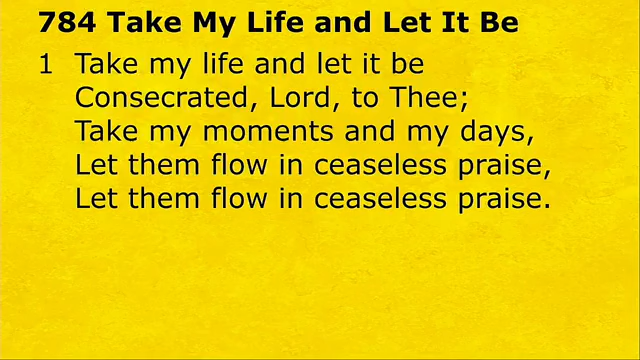 784 Take My Life and Let It Be
1 Take my life and let it be
Consecrated, Lord, to Thee;
Take my moments and my days,
Let them flow in ceaseless praise,
Let them flow in ceaseless praise.